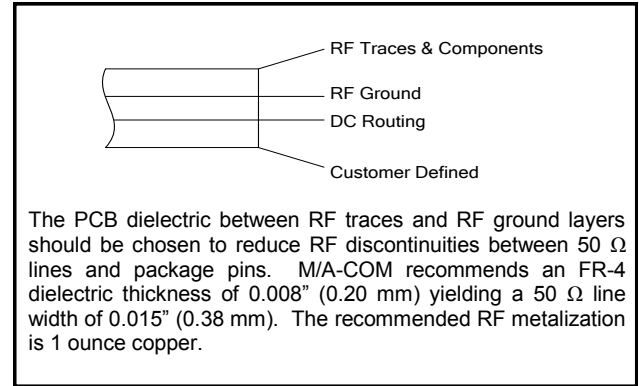 RF Traces & Components
RF Ground
DC Routing
Customer Defined
The PCB dielectric between RF traces and RF ground layers
should be chosen to reduce RF discontinuities between 50 Ω
lines and package pins. M/A-COM recommends an FR-4
dielectric thickness of 0.008” (0.20 mm) yielding a 50 Ω line
width of 0.015” (0.38 mm). The recommended RF metalization
is 1 ounce copper.